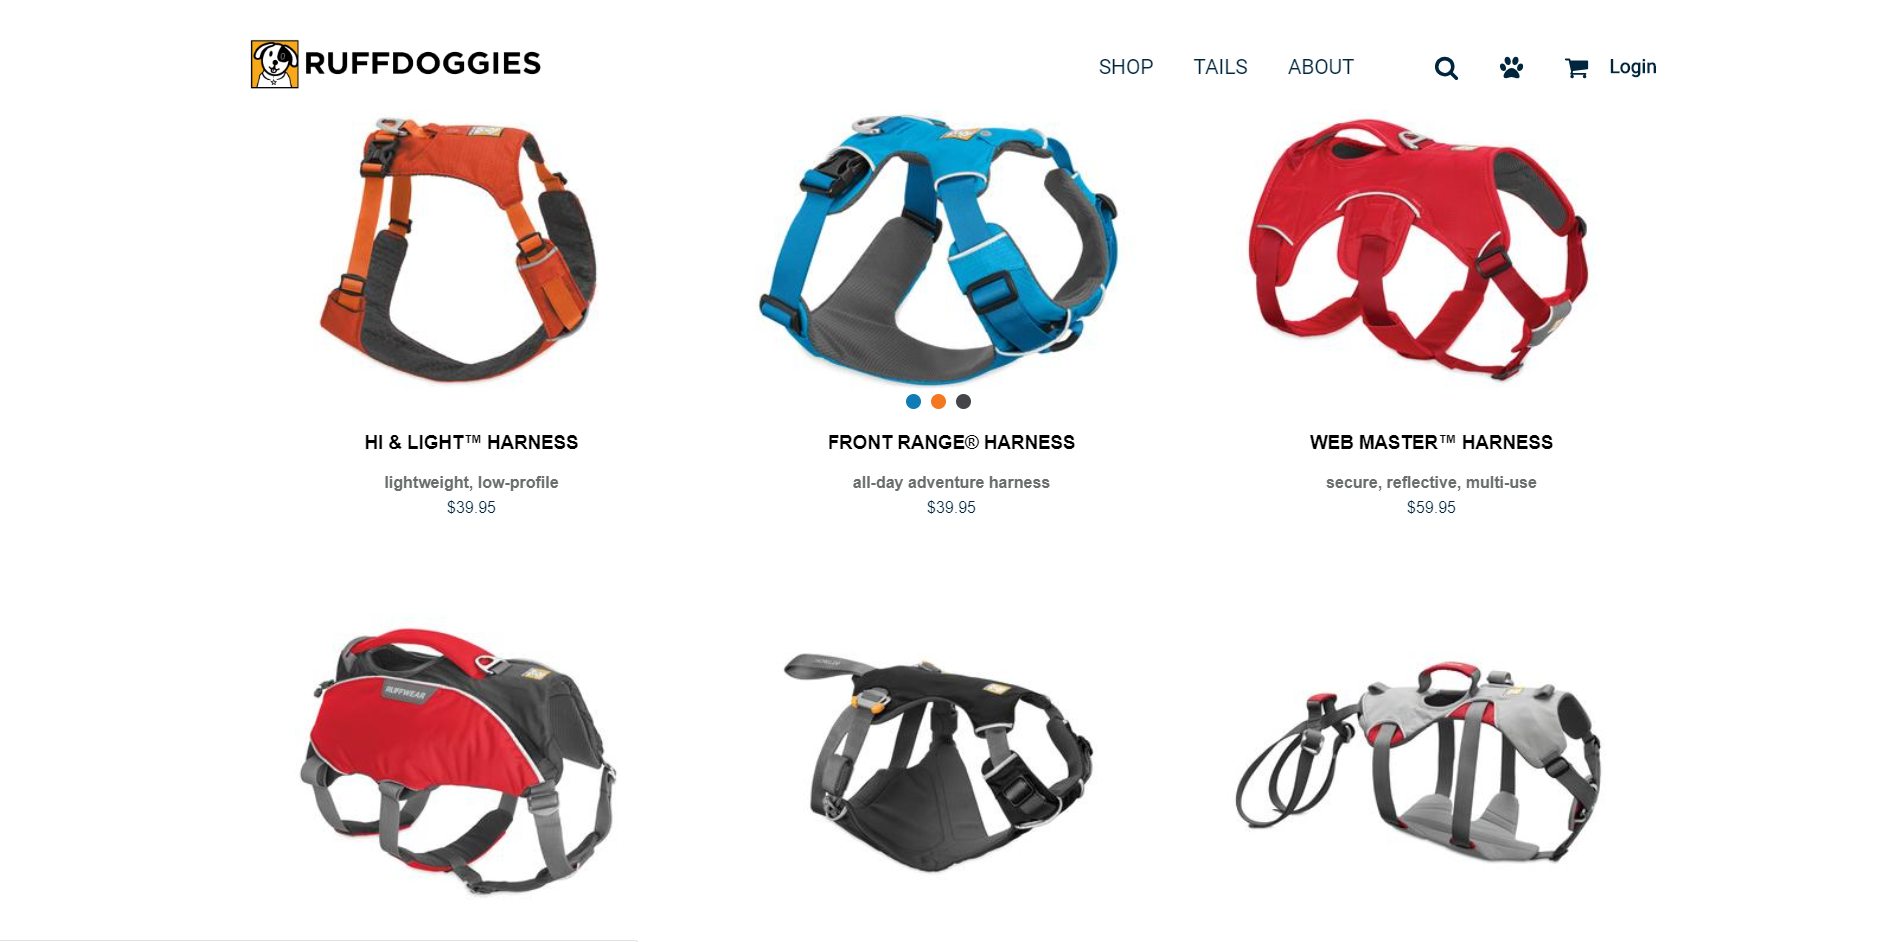 RUFFDOGGIES
SHOP TAILS ABOUT Login
HI & LIGHT™ HARNESS
lightweight, low-profile
$39.95
FRONT RANGE® HARNESS
all-day adventure harness
$39.95
WEB MASTER™ HARNESS
secure, reflective, multi-use
$59.95
RUFFWEAR